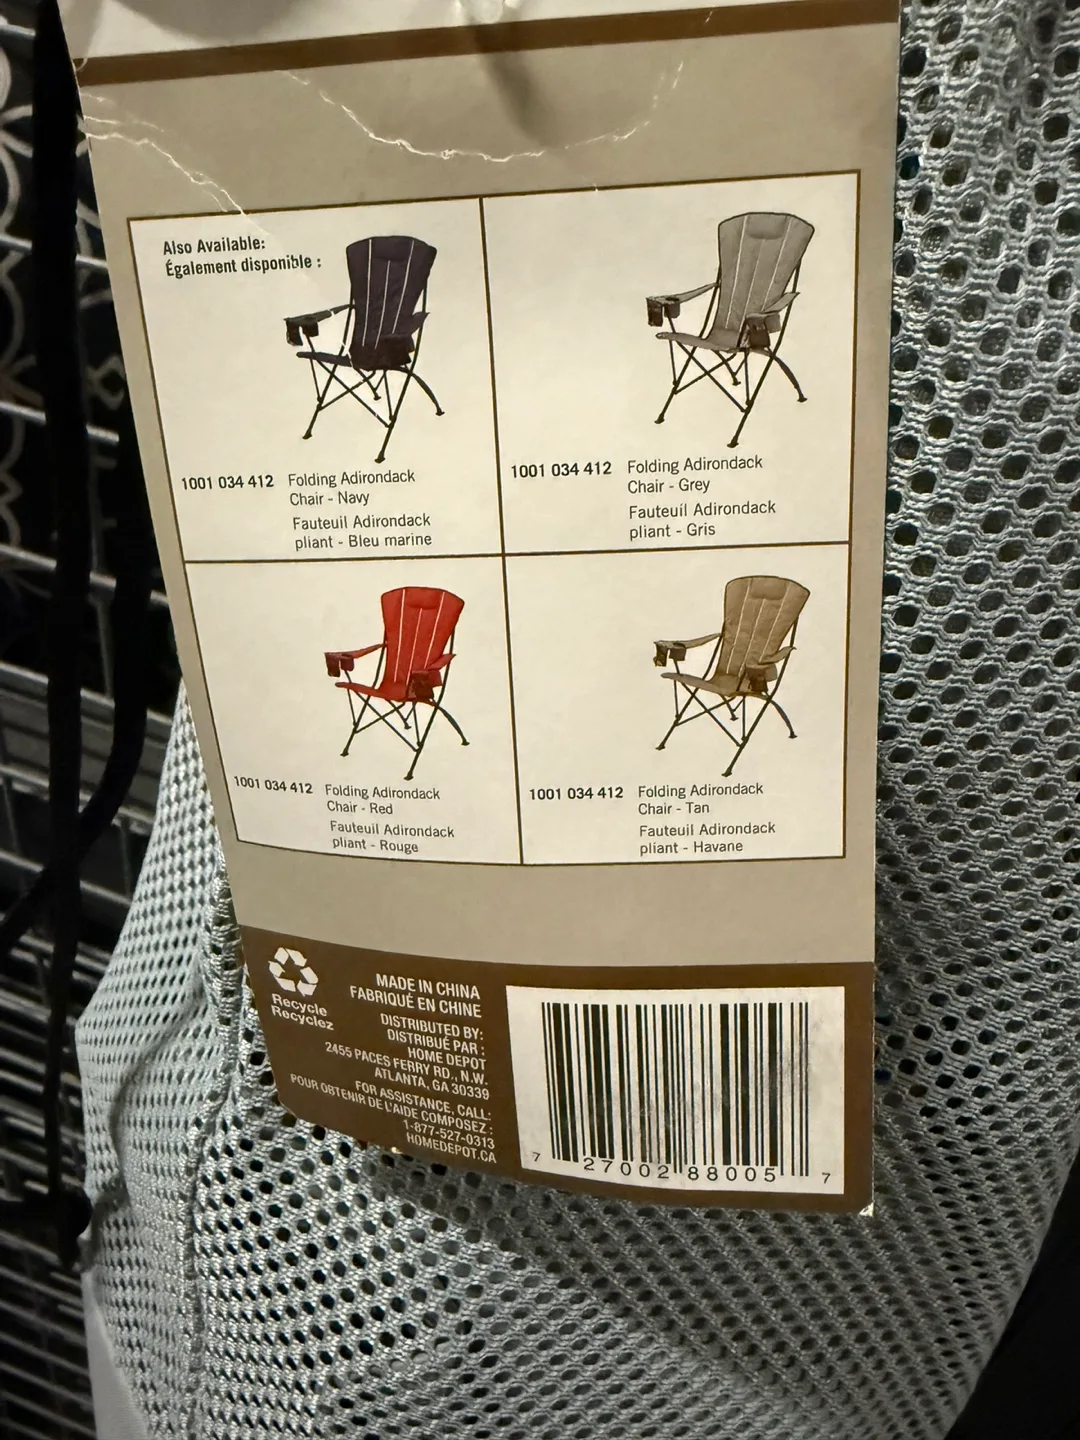 Also Available:
Également disponible :
1001 034 412 Folding Adirondack
Chair - Navy
Fauteuil Adirondack
pliant - Bleu marine
1001 034 412 Folding Adirondack
Chair - Grey
Fauteuil Adirondack
pliant - Gris
1001 034 412 Folding Adirondack
Chair - Red
Fauteuil Adirondack
pliant - Rouge
1001 034 412 Folding Adirondack
Chair - Tan
Fauteuil Adirondack
pliant - Havane
Recycle
Recyclez
MADE IN CHINA
FABRIQUÉ EN CHINE
DISTRIBUTED BY:
DISTRIBUÉ PAR :
HOME DEPOT
2455 PACES FERRY RD., N.W.
ATLANTA, GA 30339
FOR ASSISTANCE, CALL:
POUR OBTENIR DE L'AIDE COMPOSEZ :
1-877-527-0313
HOMEDEPOT.CA
7 27002 88005 7